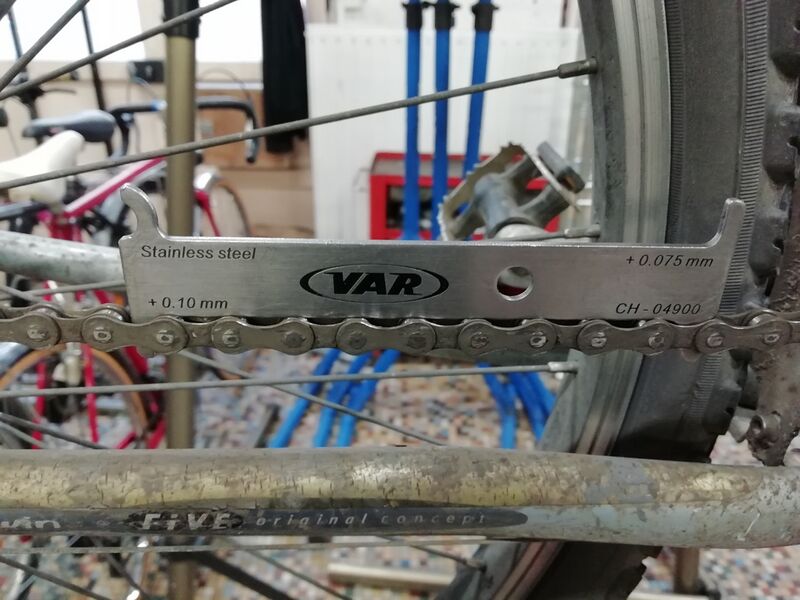 Stainless steel
+ 0.075 mm
VAR
+ 0.10 mm
CH - 04900
FiVE original concept